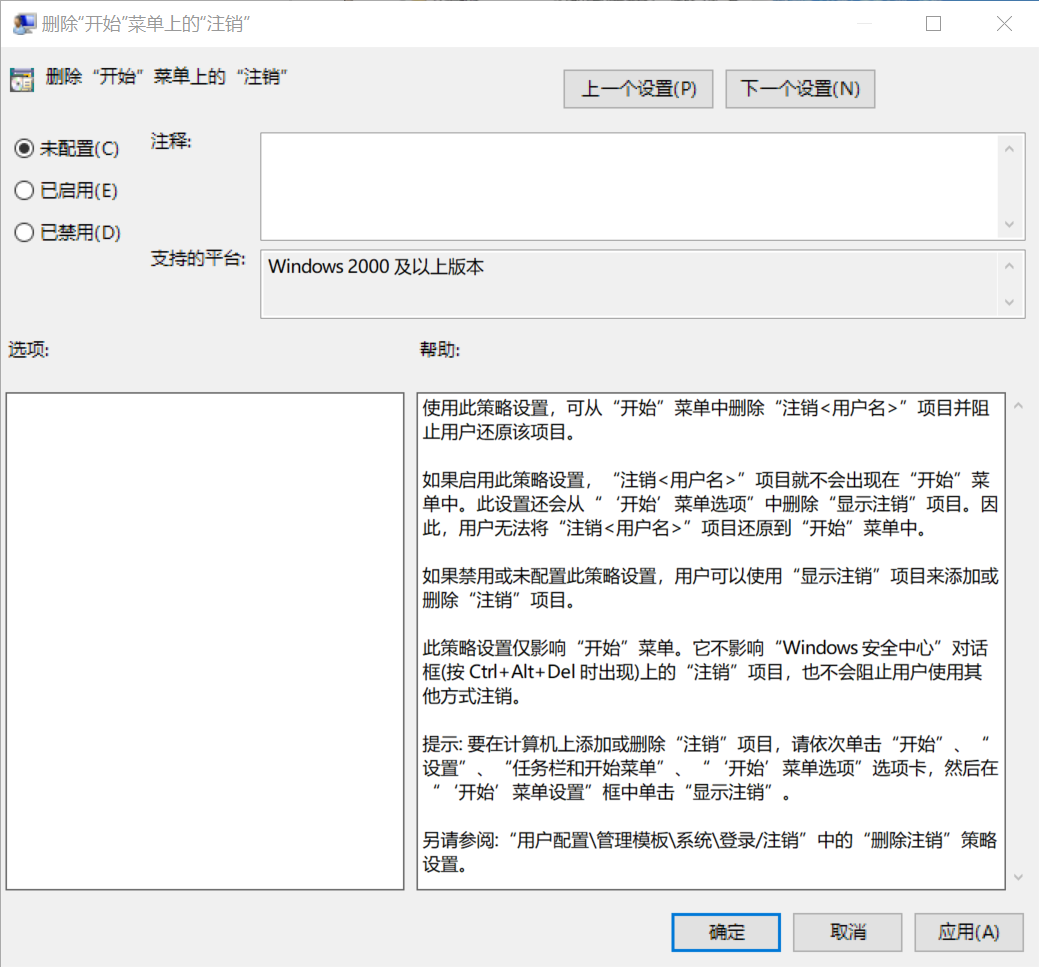 删除“开始”菜单上的“注销”
删除“开始”菜单上的“注销”
上一个设置(P)
下一个设置(N)
未配置(C)
注释:
已启用(E)
已禁用(D)
支持的平台:
Windows 2000 及以上版本
选项:
帮助:
使用此策略设置，可从“开始”菜单中删除“注销<用户名>”项目并阻
止用户还原该项目。
如果启用此策略设置，“注销<用户名>”项目就不会出现在“开始”菜
单中。此设置还会从“‘开始’菜单选项”中删除“显示注销”项目。因
此，用户无法将“注销<用户名>”项目还原到“开始”菜单中。
如果禁用或未配置此策略设置，用户可以使用“显示注销”项目来添加或
删除“注销”项目。
此策略设置仅影响“开始”菜单。它不影响“Windows 安全中心”对话
框(按 Ctrl+Alt+Del 时出现)上的“注销”项目，也不会阻止用户使用其
他方式注销。
提示: 要在计算机上添加或删除“注销”项目，请依次单击“开始”、“
设置”、“任务栏和开始菜单”、“‘开始’菜单选项”选项卡，然后在
“‘开始’菜单设置”框中单击“显示注销”。
另请参阅:“用户配置\管理模板\系统\登录/注销”中的“删除注销”策略
设置。
确定
取消
应用(A)